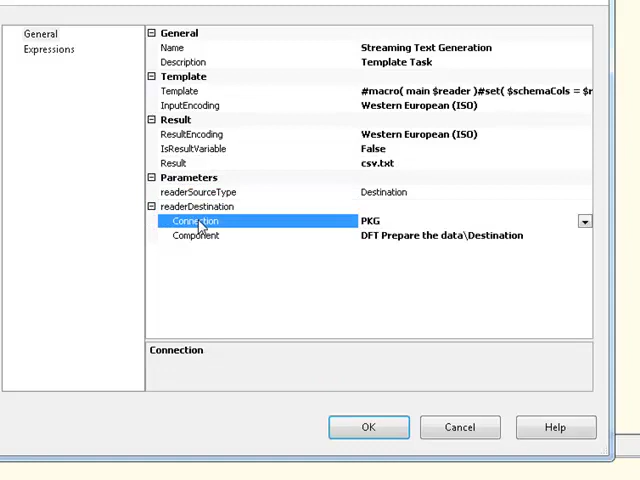 General
Expressions
General
Name Streaming Text Generation
Description Template Task
Template
Template #macro( main $reader )#set( $schemaCols = $r
InputEncoding Western European (ISO)
Result
ResultEncoding Western European (ISO)
IsResultVariable False
Result csv.txt
Parameters
readerSourceType Destination
readerDestination
Connection PKG
Component DFT Prepare the data\Destination
Connection
OK Cancel Help